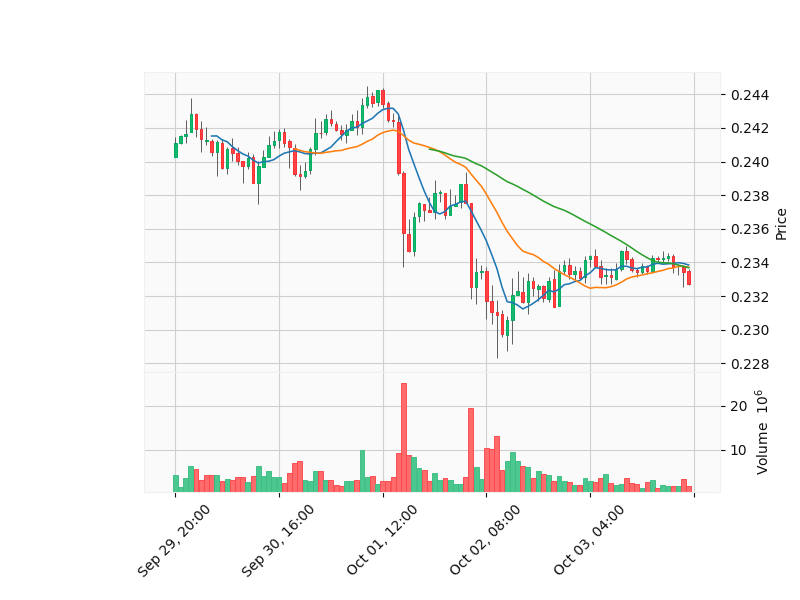 0.244
0.242
0.240
0.238
0.236
0.234
0.232
0.230
0.228
Price
20
10
Volume 10⁶
Sep 29, 20:00
Sep 30, 16:00
Oct 01, 12:00
Oct 02, 08:00
Oct 03, 04:00